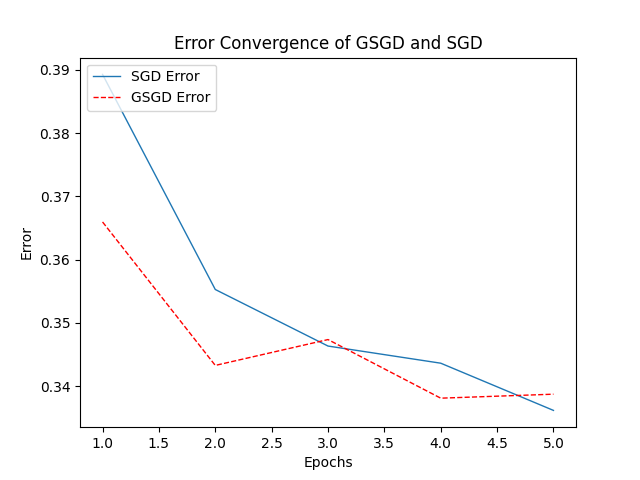 Error Convergence of GSGD and SGD
SGD Error
GSGD Error
0.39
0.38
0.37
0.36
0.35
0.34
Error
1.0 1.5 2.0 2.5 3.0 3.5 4.0 4.5 5.0
Epochs